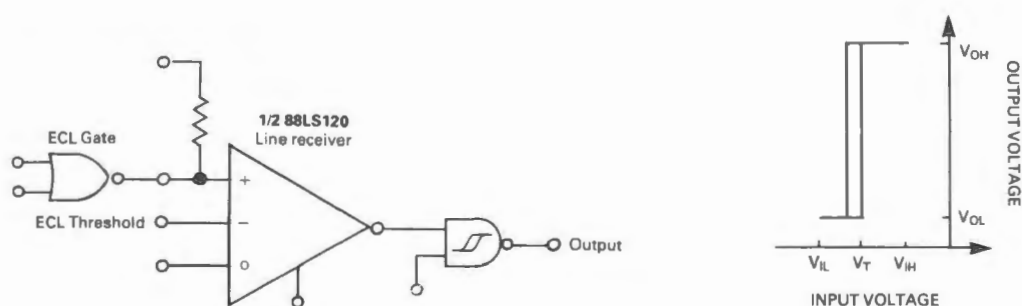 1/2 88LS120
Line receiver
ECL Gate
+
ECL Threshold
−
o
Output
VOH
VOL
OUTPUT VOLTAGE
VIL
VT
VIH
INPUT VOLTAGE